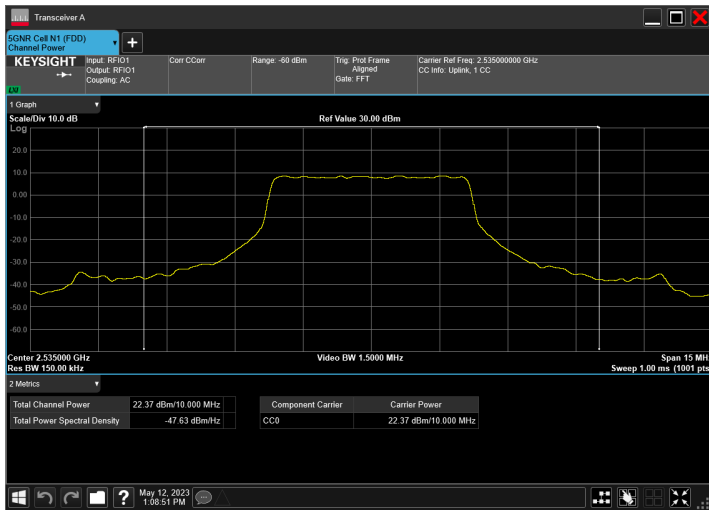 Transceiver A
5GNR Cell N1 (FDD)
Channel Power
KEYSIGHT
LXI
Input: RFIO1
Output: RFIO1
Coupling: AC
Corr CCorr
Range: -60 dBm
Trig: Prot Frame
Aligned
Gate: FFT
Carrier Ref Freq: 2.535000000 GHz
CC Info: Uplink, 1 CC
1 Graph
Scale/Div 10.0 dB
Ref Value 30.00 dBm
Log
20.0
10.0
0.00
-10.0
-20.0
-30.0
-40.0
-50.0
-60.0
Center 2.535000 GHz
Video BW 1.5000 MHz
Span 15 MH
Res BW 150.00 kHz
Sweep 1.00 ms (1001 pts
2 Metrics
Total Channel Power 22.37 dBm/10.000 MHz
Total Power Spectral Density -47.63 dBm/Hz
Component Carrier Carrier Power
CC0 22.37 dBm/10.000 MHz
May 12, 2023
1:08:51 PM